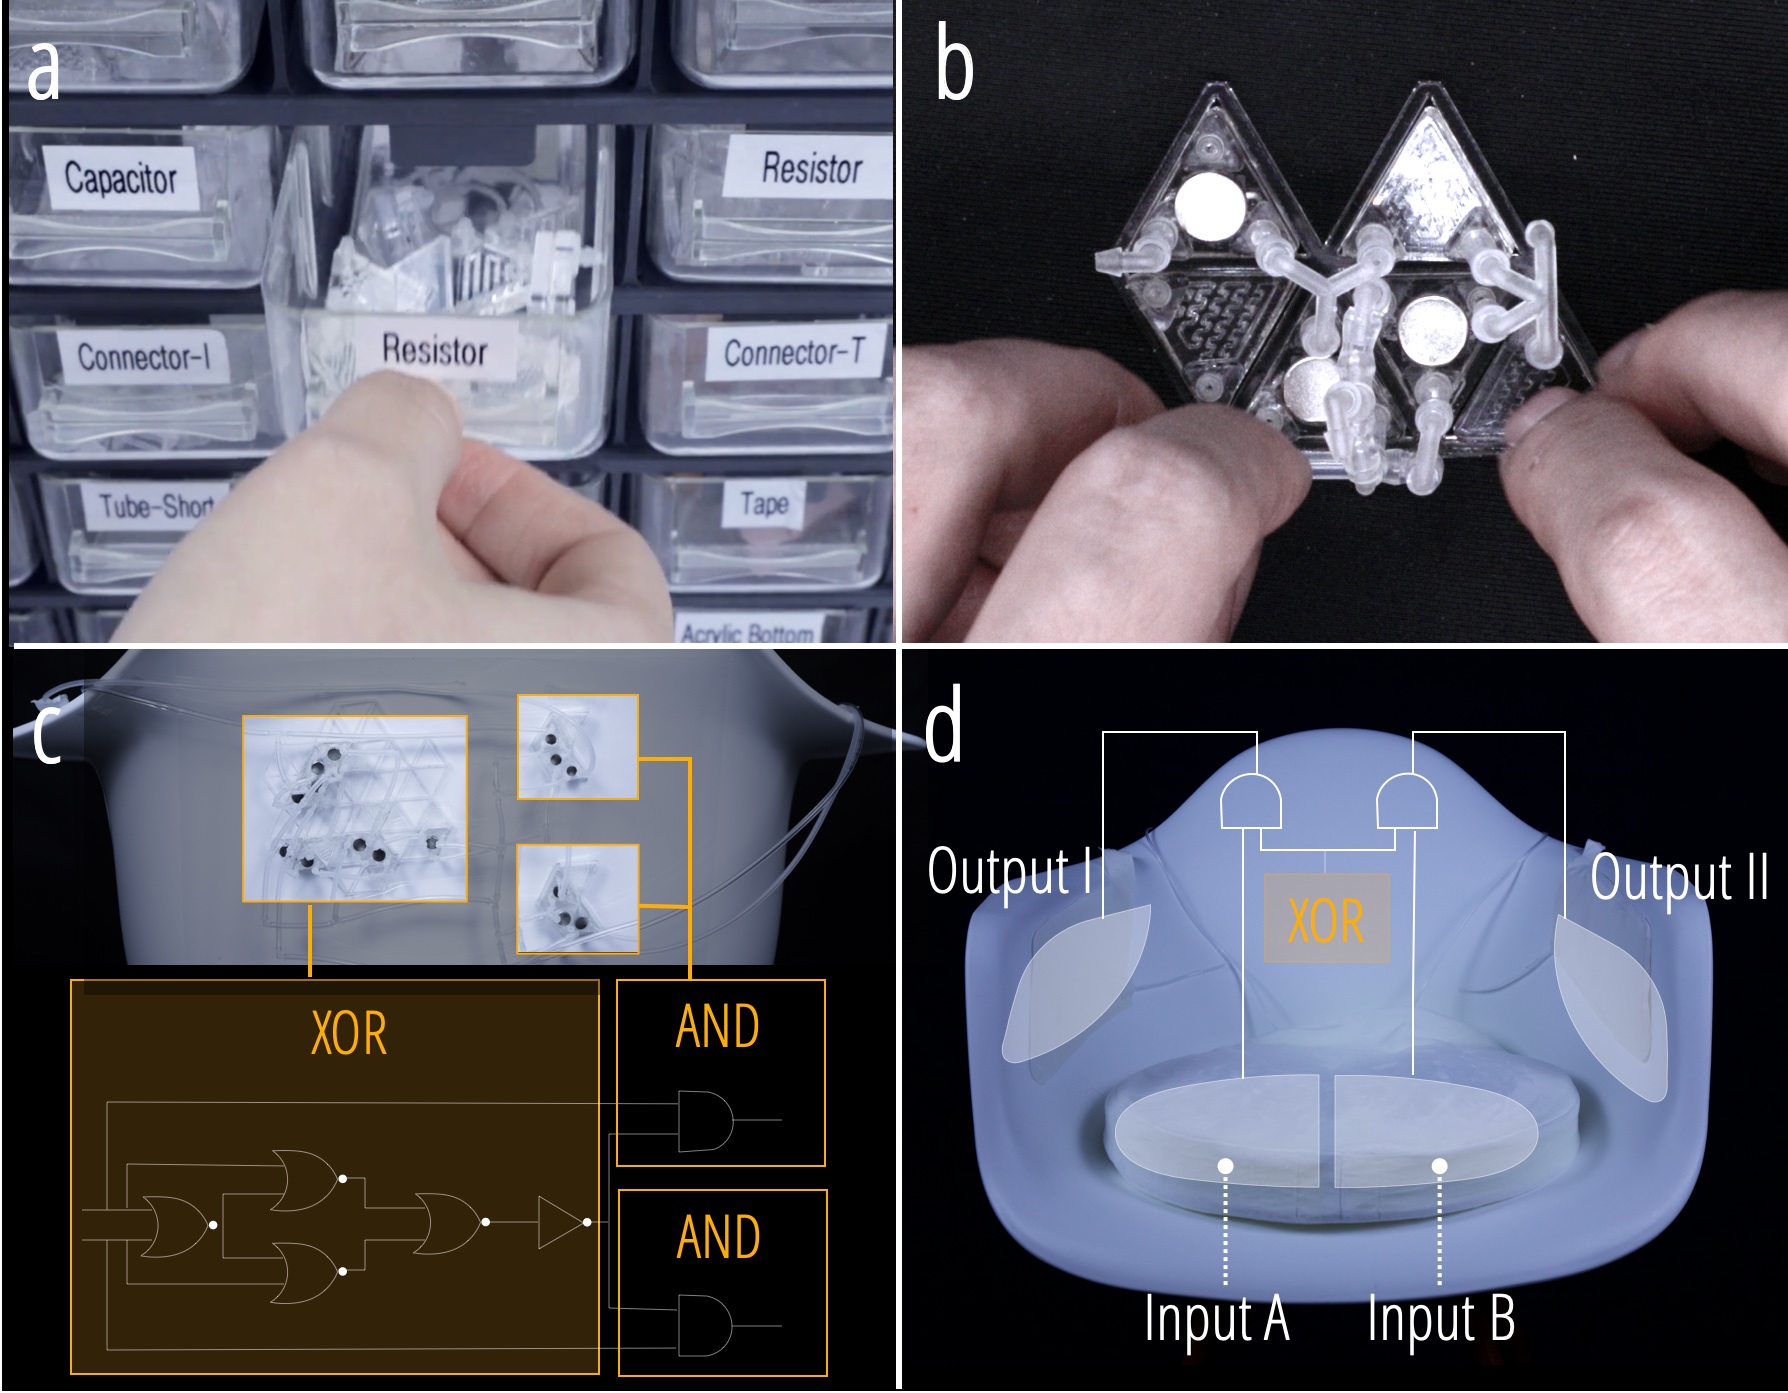 a
Capacitor
Resistor
Resistor
Connector-I
Connector-T
Tube-Short
Tape
Acrylic Bottom
b
c
XOR
AND
AND
d
Output I
Output II
XOR
Input A
Input B